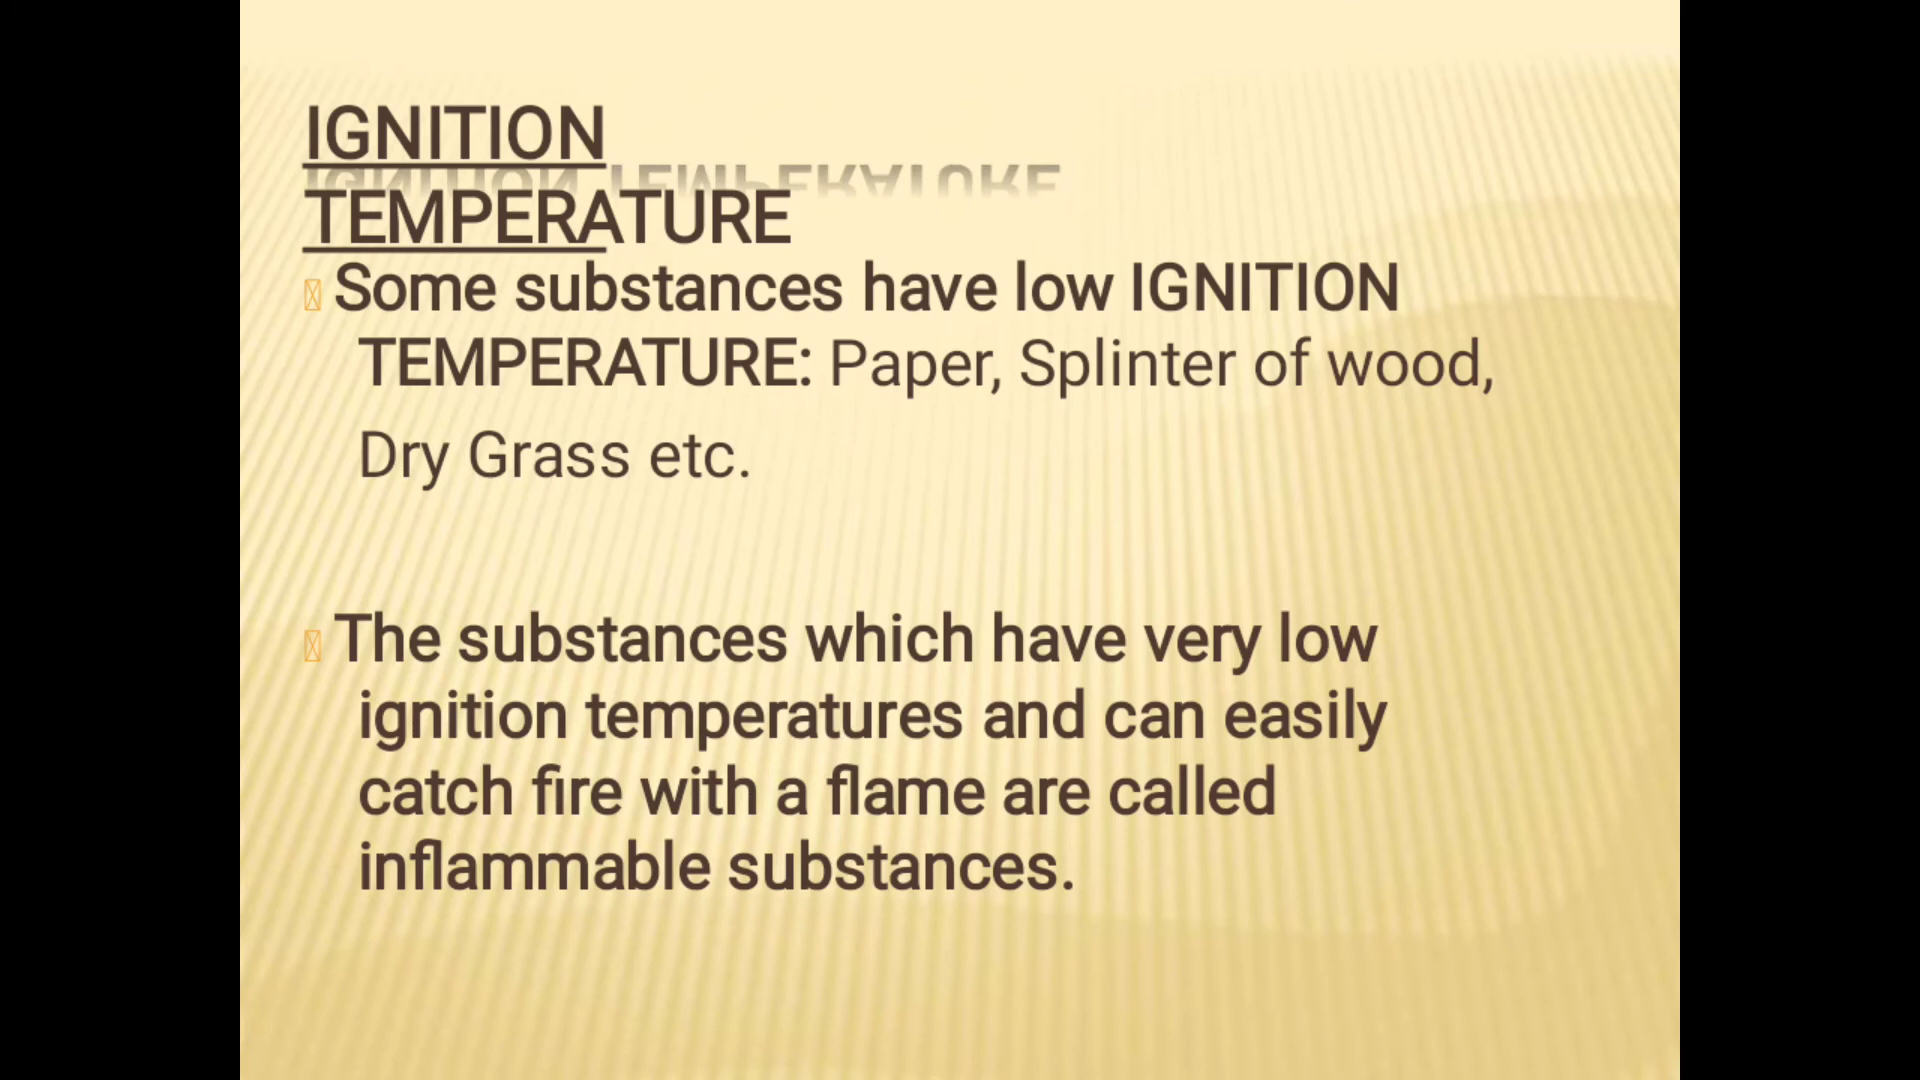 IGNITION
TEMPERATURE
Some substances have low IGNITION
TEMPERATURE: Paper, Splinter of wood,
Dry Grass etc.
The substances which have very low
ignition temperatures and can easily
catch fire with a flame are called
inflammable substances.